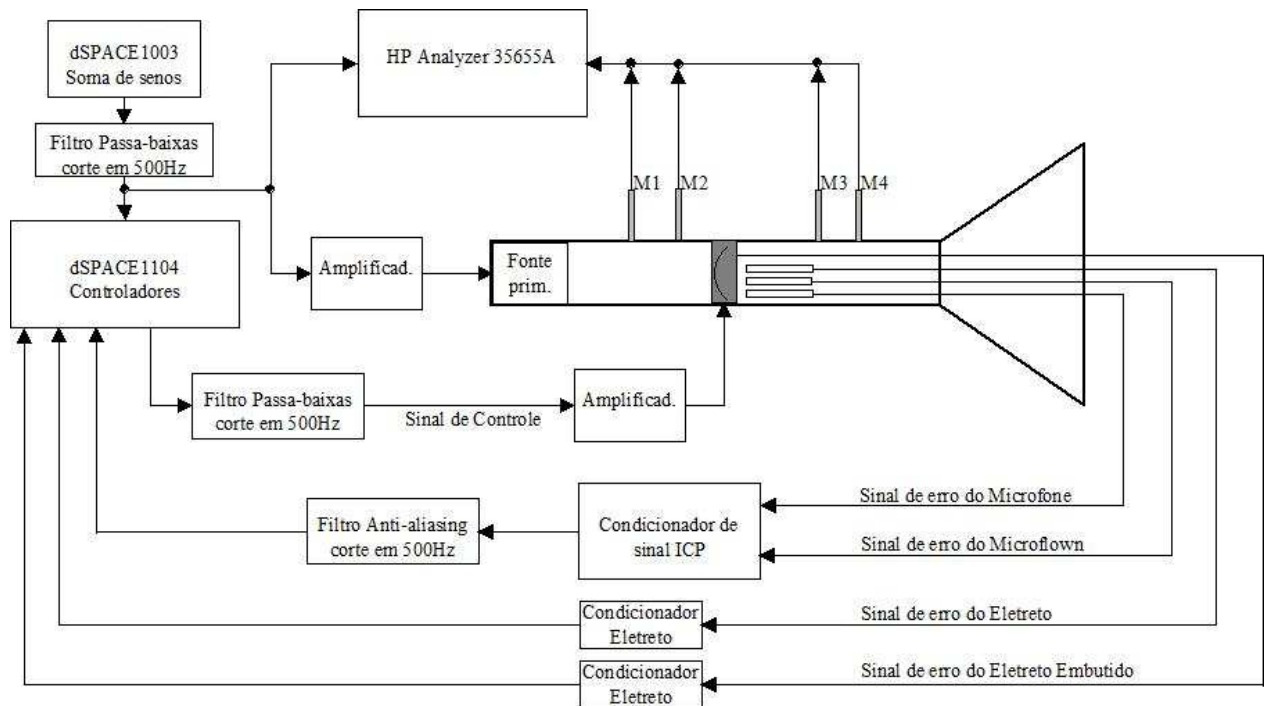 dSPACE1003
Soma de senos
HP Analyzer 35655A
Filtro Passa-baixas
corte em 500Hz
M1
M2
M3
M4
dSPACE1104
Controladores
Amplificad.
Fonte
prim.
Filtro Passa-baixas
corte em 500Hz
Sinal de Controle
Amplificad.
Filtro Anti-aliasing
corte em 500Hz
Condicionador de
sinal ICP
Sinal de erro do Microfone
Sinal de erro do Microflown
Condicionador
Eletreto
Sinal de erro do Eletreto
Condicionador
Eletreto
Sinal de erro do Eletreto Embutido